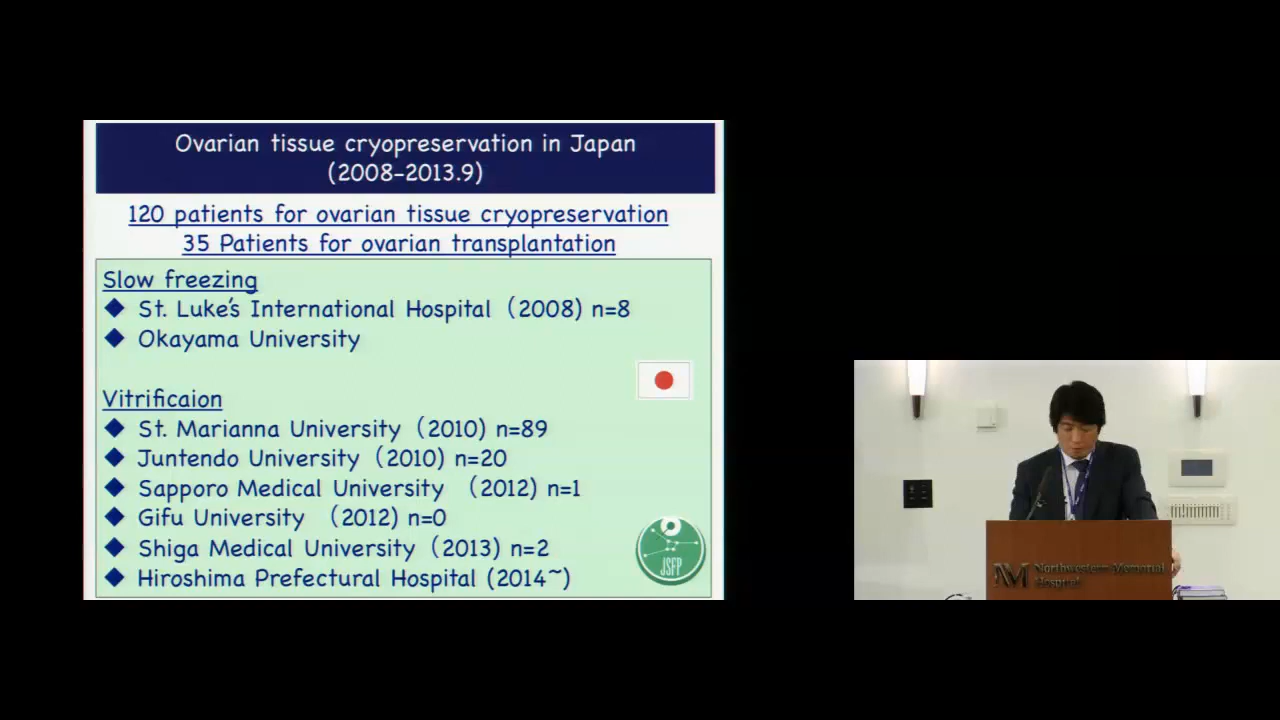 Ovarian tissue cryopreservation in Japan
(2008-2013.9)
120 patients for ovarian tissue cryopreservation
35 Patients for ovarian transplantation
Slow freezing
◆ St. Luke's International Hospital (2008) n=8
◆ Okayama University
Vitrificaion
◆ St. Marianna University (2010) n=89
◆ Juntendo University (2010) n=20
◆ Sapporo Medical University (2012) n=1
◆ Gifu University (2012) n=0
◆ Shiga Medical University (2013) n=2
◆ Hiroshima Prefectural Hospital (2014~)
JSFP
Northwestern Memorial
Hospital